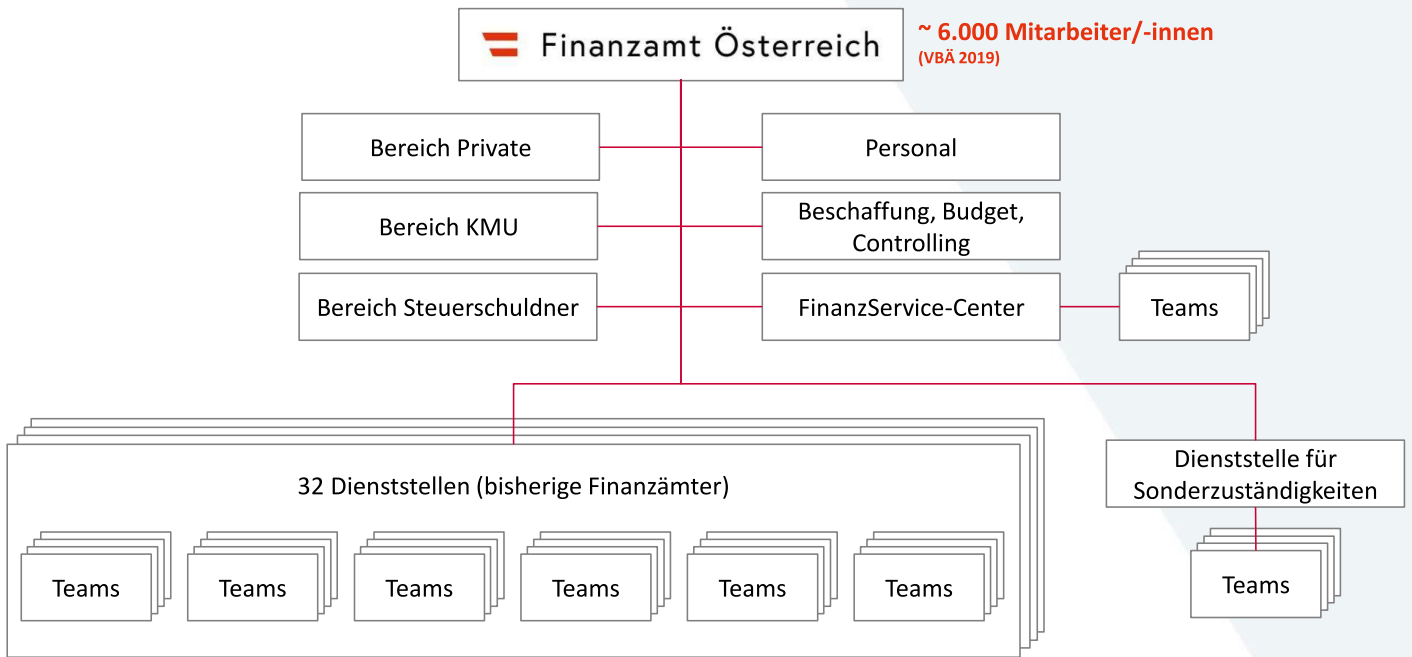 Finanzamt Österreich
~ 6.000 Mitarbeiter/-innen
(VBÄ 2019)
Bereich Private
Personal
Bereich KMU
Beschaffung, Budget,
Controlling
Bereich Steuerschuldner
FinanzService-Center
Teams
32 Dienststellen (bisherige Finanzämter)
Dienststelle für
Sonderzuständigkeiten
Teams
Teams
Teams
Teams
Teams
Teams
Teams